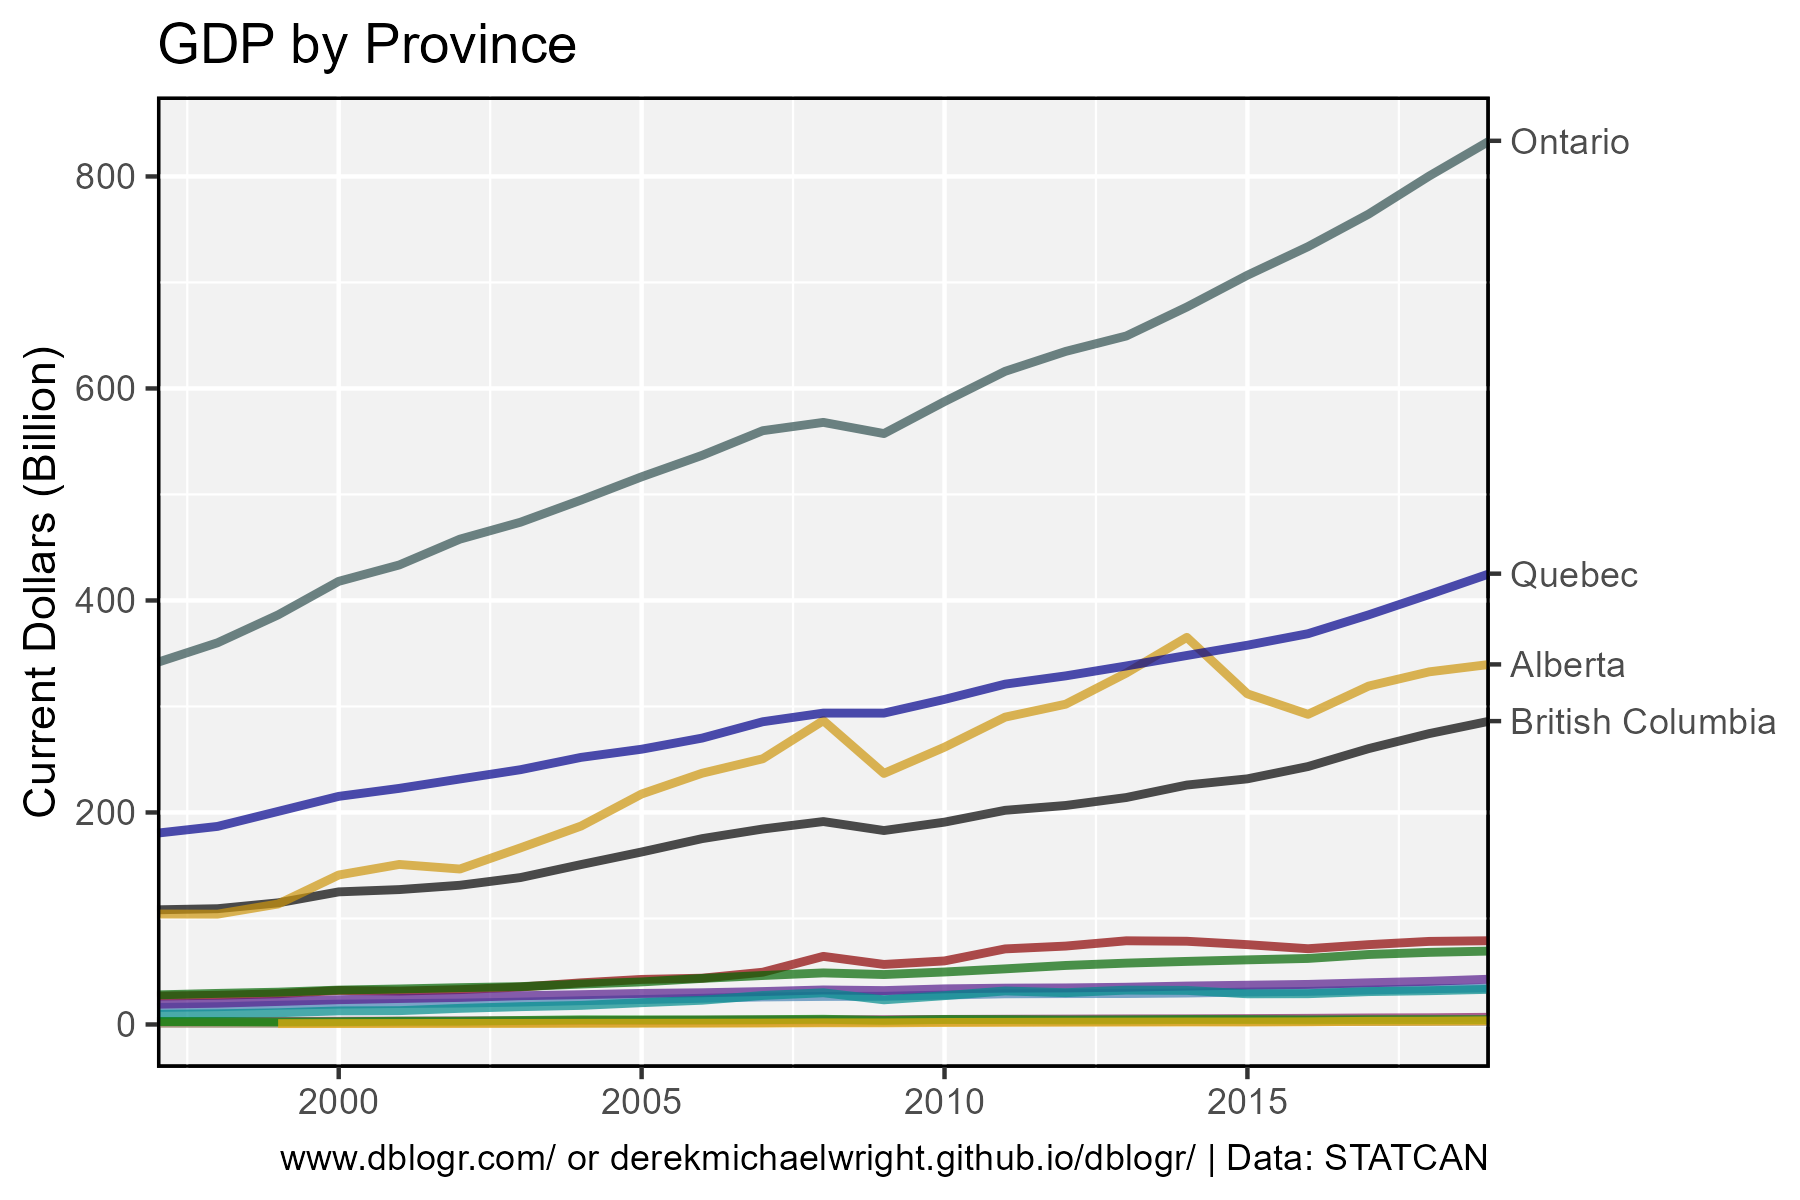 GDP by Province
Current Dollars (Billion)
800
600
400
200
0
Ontario
Quebec
Alberta
British Columbia
2000 2005 2010 2015
www.dblogr.com/ or derekmichaelwright.github.io/dblogr/ | Data: STATCAN